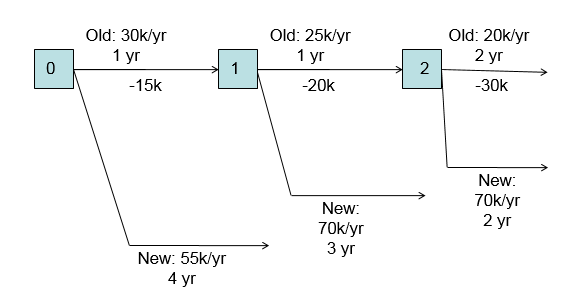 Old: 30k/yr
1 yr
0
-15k
Old: 25k/yr
1 yr
1
-20k
Old: 20k/yr
2 yr
2
-30k
New:
70k/yr
2 yr
New:
70k/yr
3 yr
New: 55k/yr
4 yr